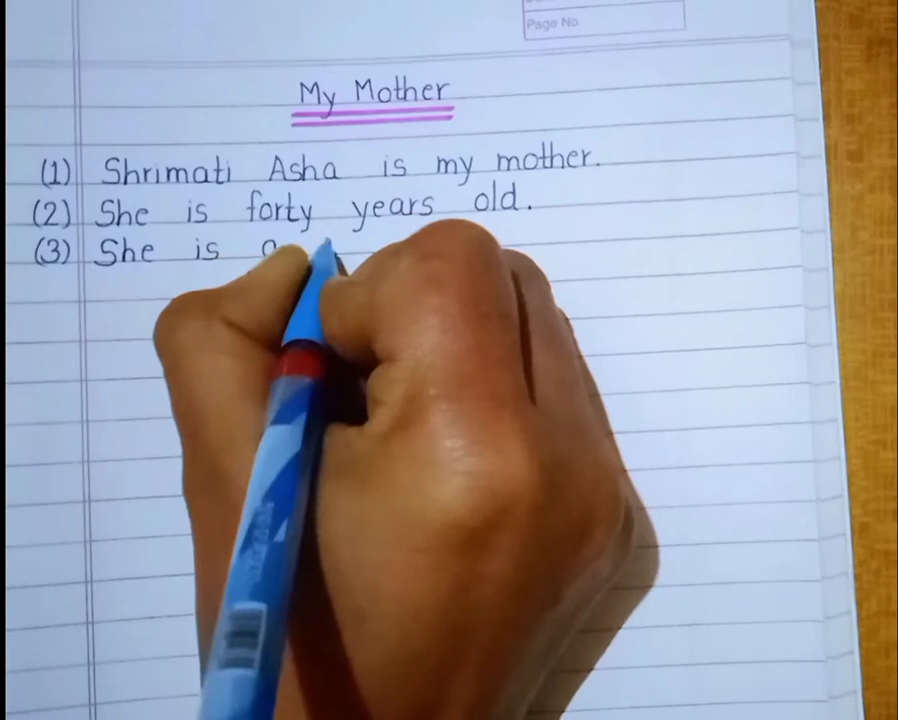 Page No.
My Mother
(1) Shrimati Asha is my mother.
(2) She is forty years old.
(3) She is a